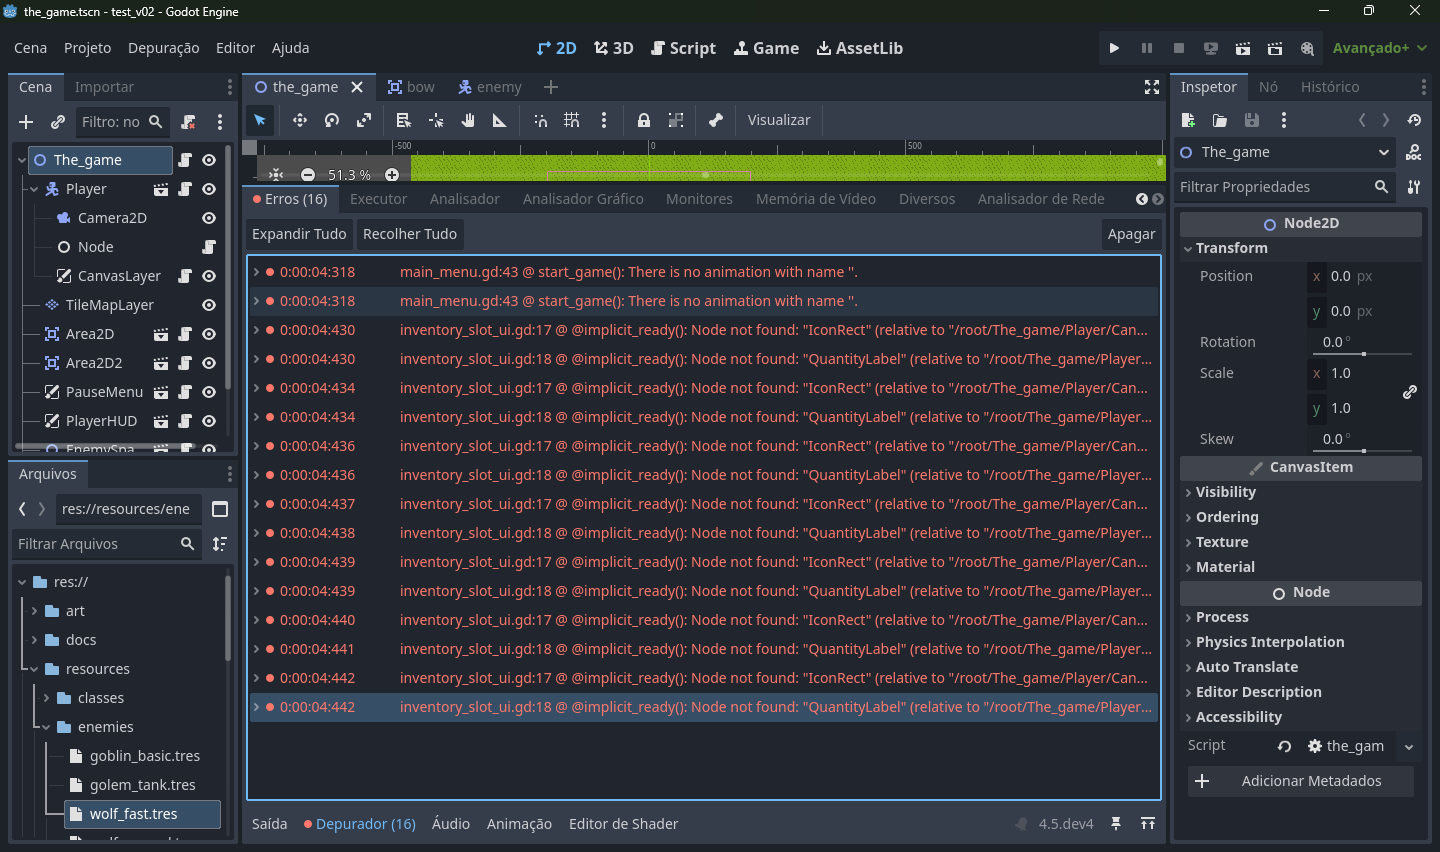 the_game.tscn - test_v02 - Godot Engine
Cena Projeto Depuração Editor Ajuda
2D 3D Script Game AssetLib
Avançado+
Cena Importar
Filtro: no
The_game
Player
Camera2D
Node
CanvasLayer
TileMapLayer
Area2D
Area2D2
PauseMenu
PlayerHUD
Arquivos
res://resources/ene
Filtrar Arquivos
res://
art
docs
resources
classes
enemies
goblin_basic.tres
golem_tank.tres
wolf_fast.tres
the_game bow enemy
Visualizar
-500 0 500
51.3 %
Erros (16) Executor Analisador Analisador Gráfico Monitores Memória de Vídeo Diversos Analisador de Rede
Expandir Tudo Recolher Tudo Apagar
0:00:04:318 main_menu.gd:43 @ start_game(): There is no animation with name ''.
0:00:04:318 main_menu.gd:43 @ start_game(): There is no animation with name ''.
0:00:04:430 inventory_slot_ui.gd:17 @ @implicit_ready(): Node not found: "IconRect" (relative to "/root/The_game/Player/Can...
0:00:04:430 inventory_slot_ui.gd:18 @ @implicit_ready(): Node not found: "QuantityLabel" (relative to "/root/The_game/Player...
0:00:04:434 inventory_slot_ui.gd:17 @ @implicit_ready(): Node not found: "IconRect" (relative to "/root/The_game/Player/Can...
0:00:04:434 inventory_slot_ui.gd:18 @ @implicit_ready(): Node not found: "QuantityLabel" (relative to "/root/The_game/Player...
0:00:04:436 inventory_slot_ui.gd:17 @ @implicit_ready(): Node not found: "IconRect" (relative to "/root/The_game/Player/Can...
0:00:04:436 inventory_slot_ui.gd:18 @ @implicit_ready(): Node not found: "QuantityLabel" (relative to "/root/The_game/Player...
0:00:04:437 inventory_slot_ui.gd:17 @ @implicit_ready(): Node not found: "IconRect" (relative to "/root/The_game/Player/Can...
0:00:04:438 inventory_slot_ui.gd:18 @ @implicit_ready(): Node not found: "QuantityLabel" (relative to "/root/The_game/Player...
0:00:04:439 inventory_slot_ui.gd:17 @ @implicit_ready(): Node not found: "IconRect" (relative to "/root/The_game/Player/Can...
0:00:04:439 inventory_slot_ui.gd:18 @ @implicit_ready(): Node not found: "QuantityLabel" (relative to "/root/The_game/Player...
0:00:04:440 inventory_slot_ui.gd:17 @ @implicit_ready(): Node not found: "IconRect" (relative to "/root/The_game/Player/Can...
0:00:04:441 inventory_slot_ui.gd:18 @ @implicit_ready(): Node not found: "QuantityLabel" (relative to "/root/The_game/Player...
0:00:04:442 inventory_slot_ui.gd:17 @ @implicit_ready(): Node not found: "IconRect" (relative to "/root/The_game/Player/Can...
0:00:04:442 inventory_slot_ui.gd:18 @ @implicit_ready(): Node not found: "QuantityLabel" (relative to "/root/The_game/Player...
Saída Depurador (16) Áudio Animação Editor de Shader
4.5.dev4
Inspetor Nó Histórico
The_game
Filtrar Propriedades
Node2D
Transform
Position x 0.0 px
y 0.0 px
Rotation 0.0 °
Scale x 1.0
y 1.0
Skew 0.0 °
CanvasItem
Visibility
Ordering
Texture
Material
Node
Process
Physics Interpolation
Auto Translate
Editor Description
Accessibility
Script the_gam
Adicionar Metadados